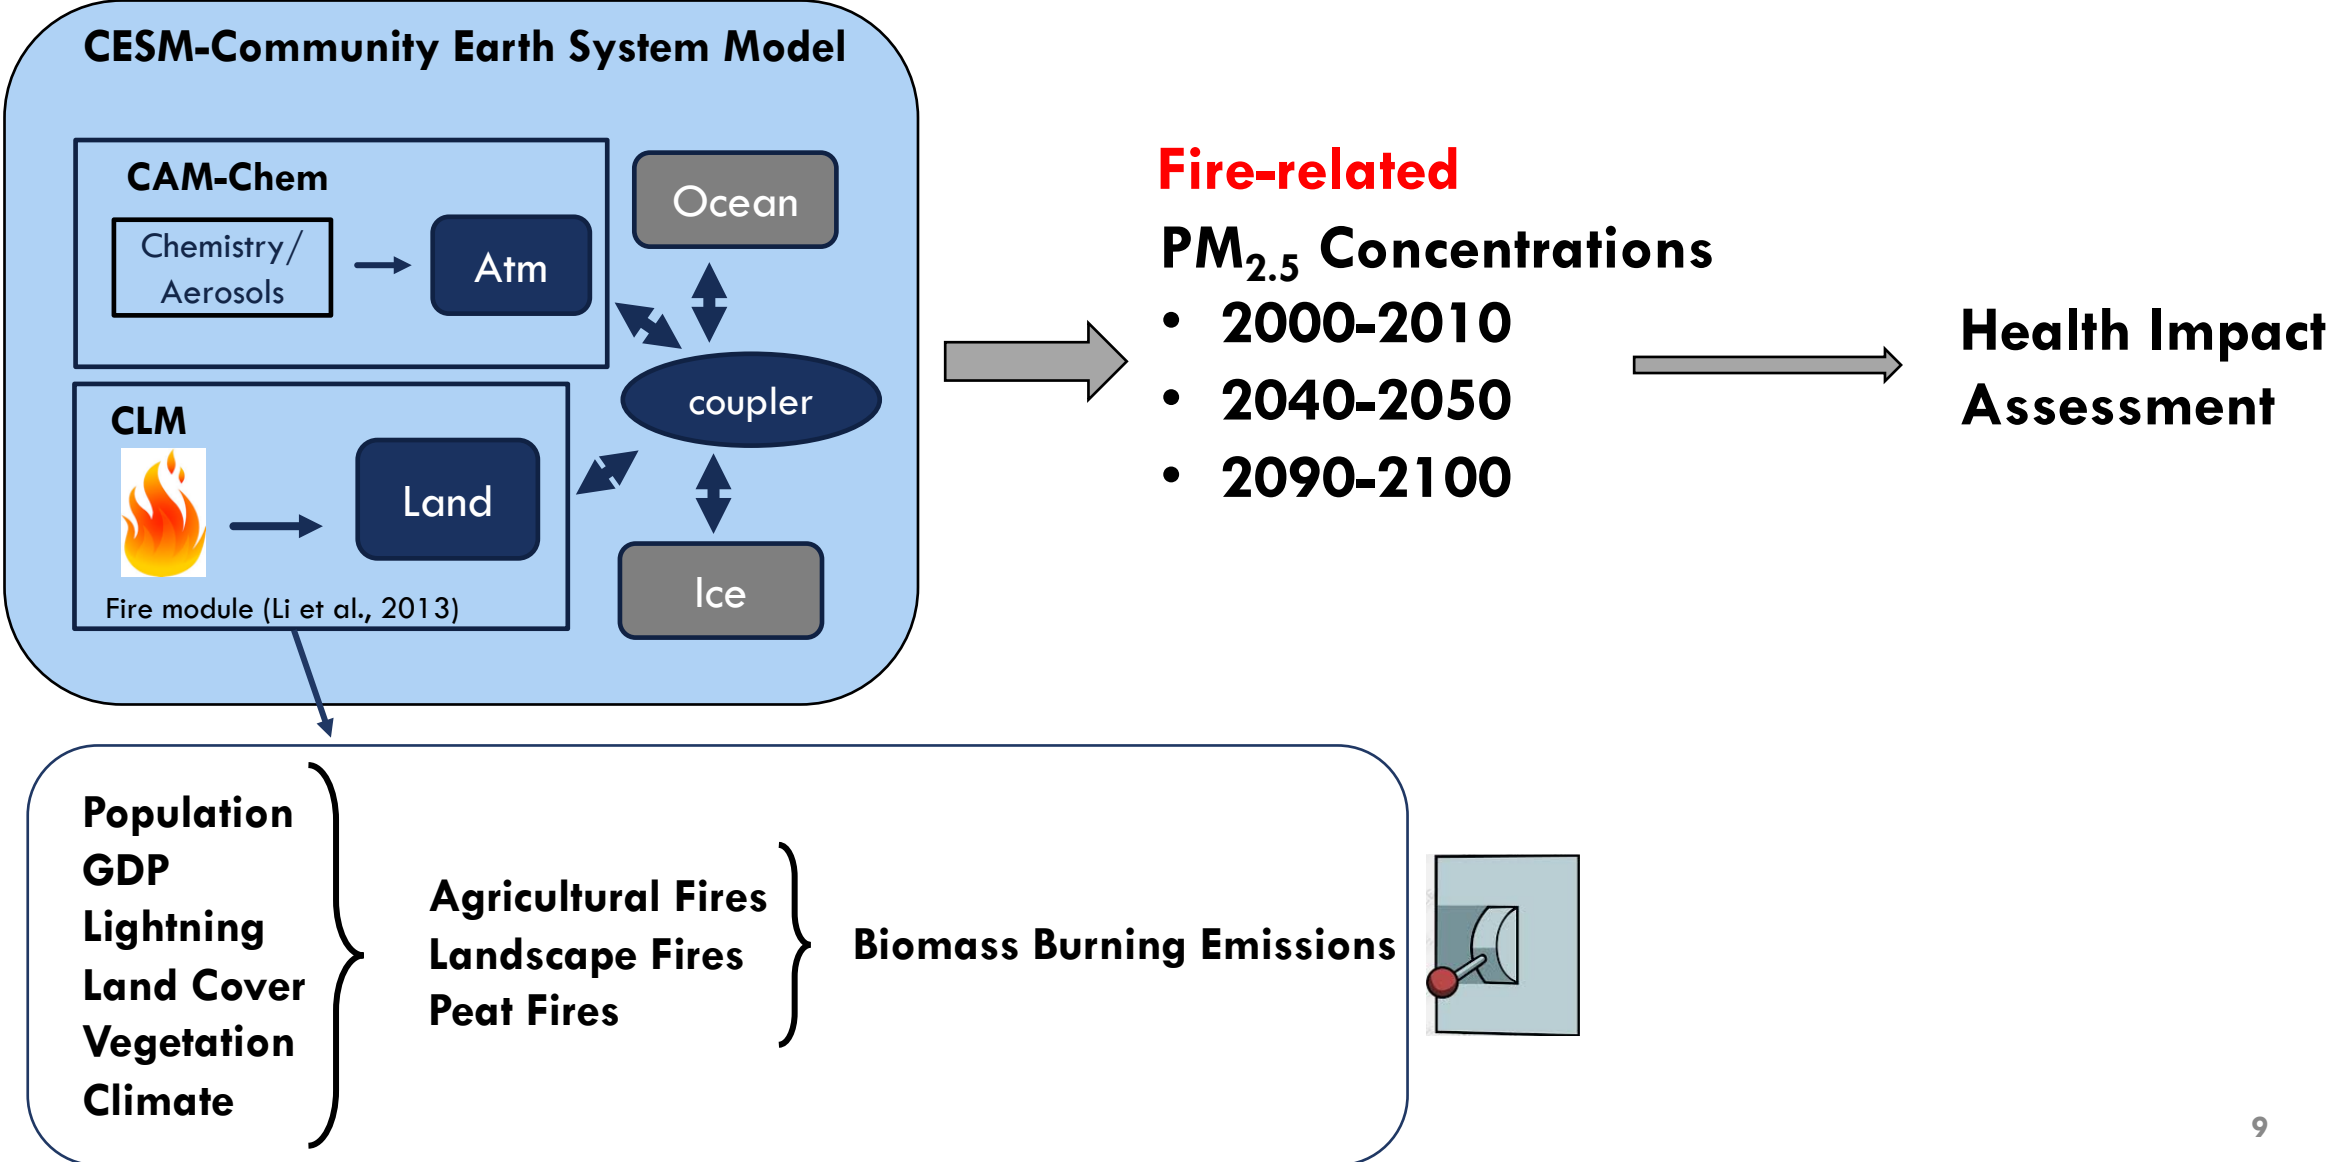 CESM-Community Earth System Model
CAM-Chem
Chemistry/
Aerosols
Atm
Ocean
coupler
CLM
Land
Ice
Fire module (Li et al., 2013)
Fire-related
PM2.5 Concentrations
• 2000-2010
• 2040-2050
• 2090-2100
Health Impact
Assessment
Population
GDP
Lightning
Land Cover
Vegetation
Climate
Agricultural Fires
Landscape Fires
Peat Fires
Biomass Burning Emissions
9